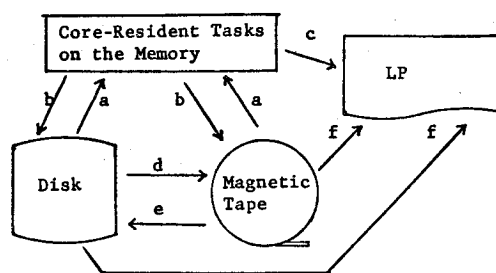 Core-Resident Tasks
on the Memory
c
LP
b
a
b
a
f
f
Disk
d
Magnetic
Tape
e